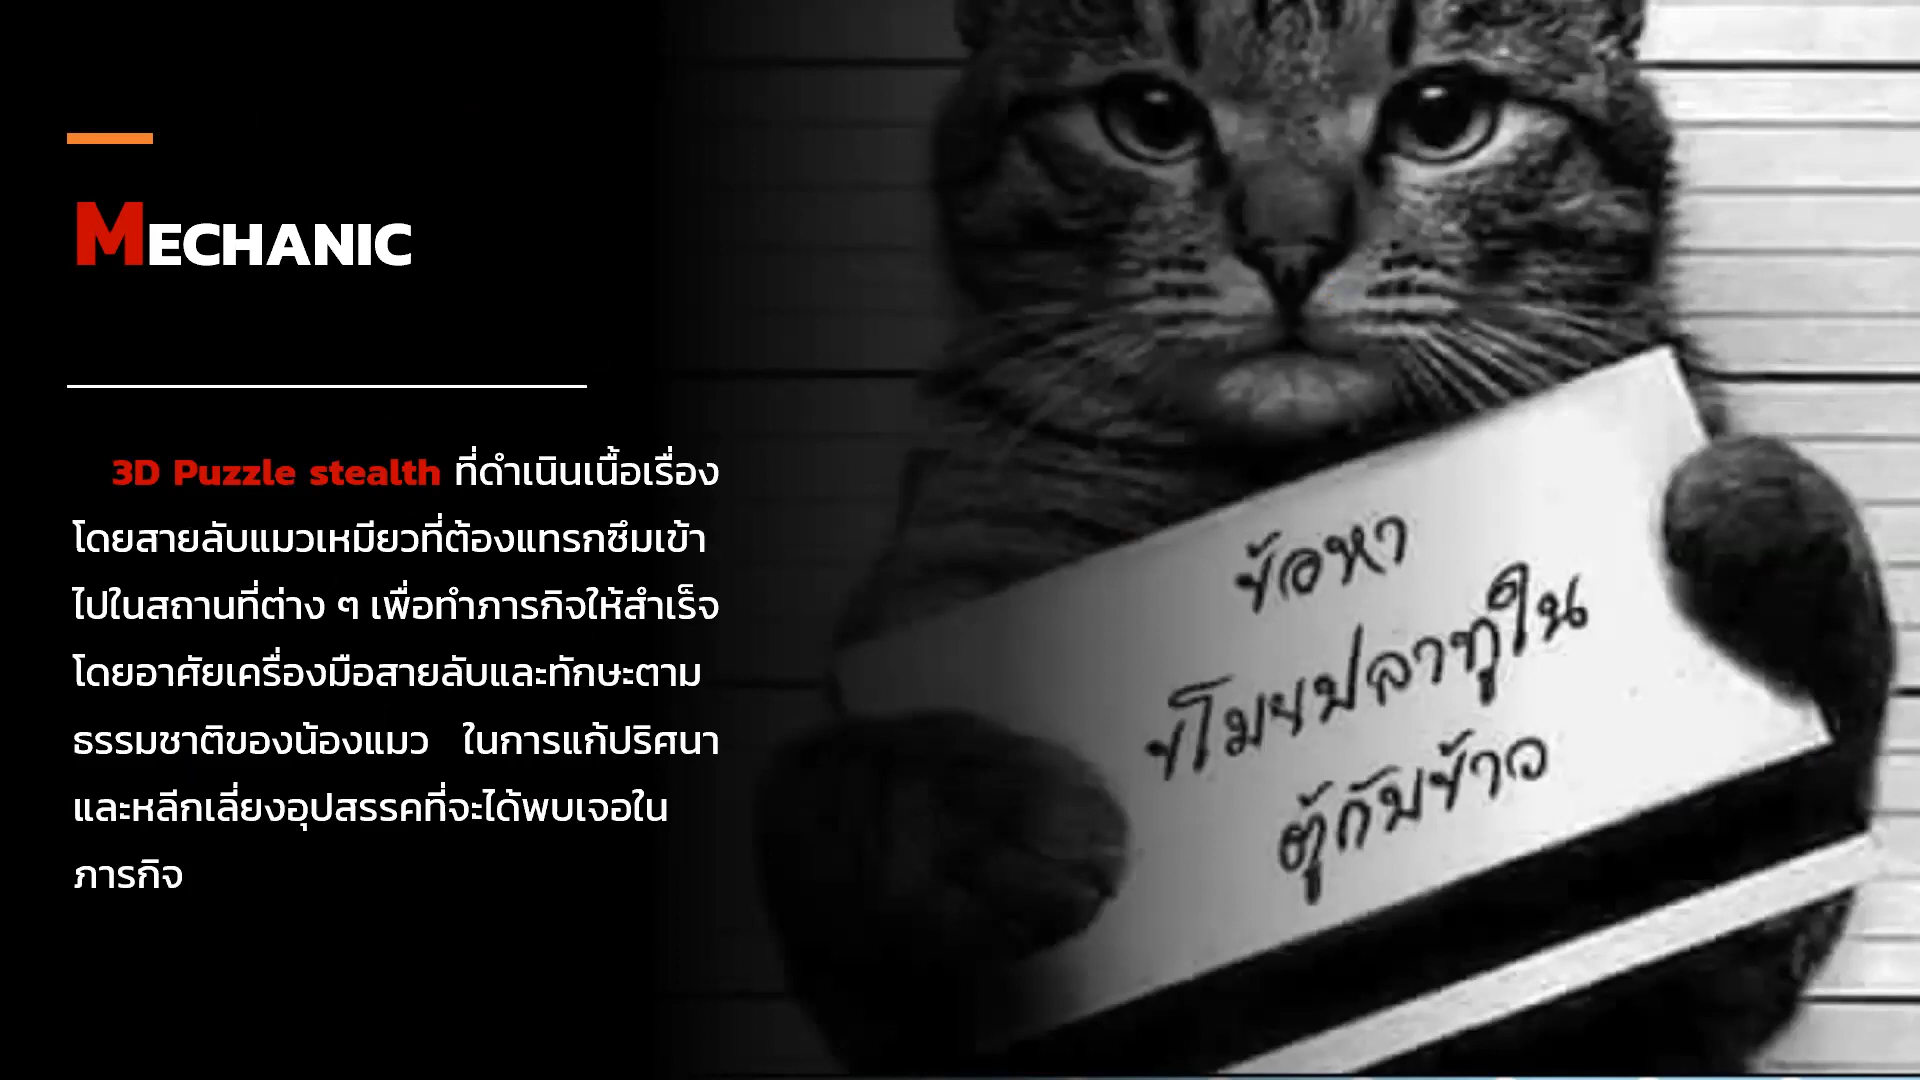 MECHANIC
3D Puzzle stealth ที่ดำเนินเนื้อเรื่อง
โดยสายลับแมวเหมียวที่ต้องแทรกซึมเข้า
ไปในสถานที่ต่าง ๆ เพื่อทำภารกิจให้สำเร็จ
โดยอาศัยเครื่องมือสายลับและทักษะตาม
ธรรมชาติของน้องแมว ในการแก้ปริศนา
และหลีกเลี่ยงอุปสรรคที่จะได้พบเจอใน
ภารกิจ
ข้อหา
ขโมยปลาทูใน
ตู้กับข้าว